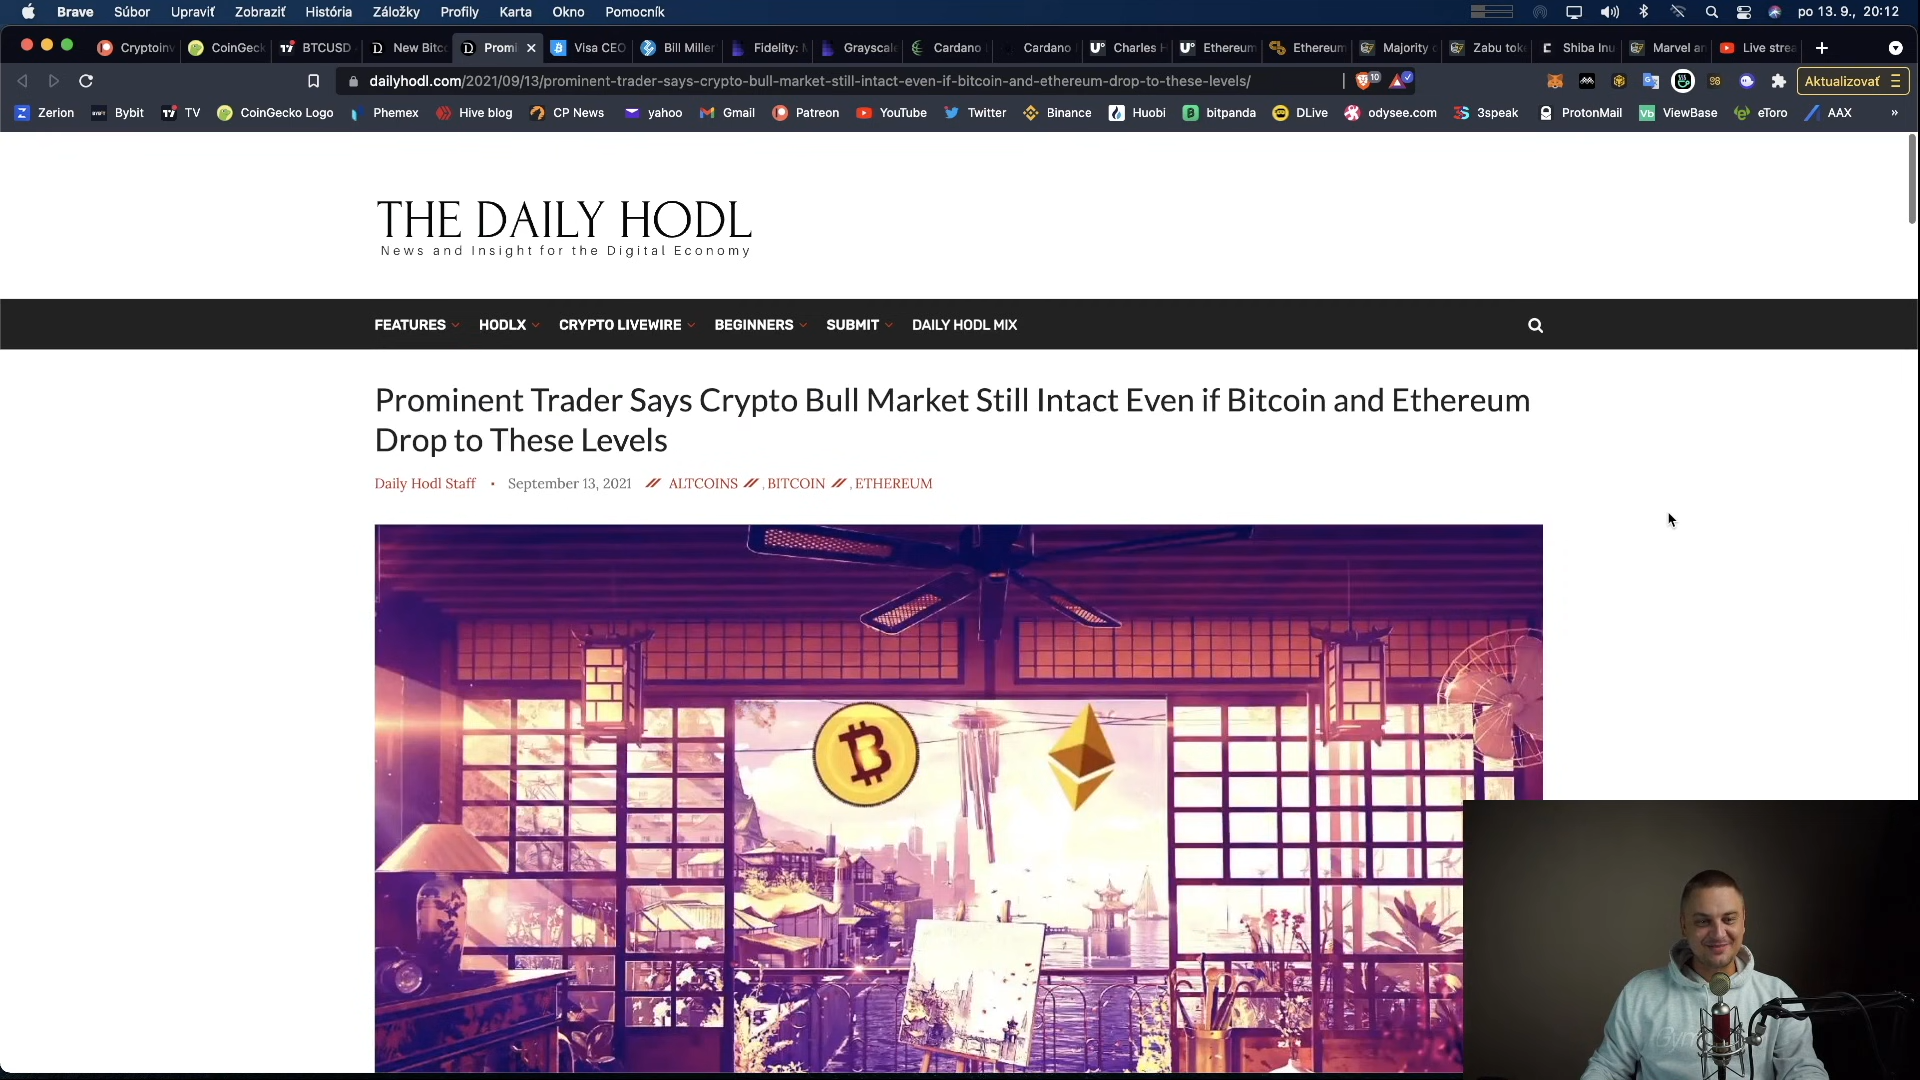 Brave Súbor Upraviť Zobraziť História Záložky Profily Karta Okno Pomocník po 13. 9., 20:12
Cryptoinv CoinGeck BTCUSD New Bitc Promi Visa CEO Bill Miller Fidelity: Grayscale Cardano Cardano Charles H Ethereum Ethereum Majority Zabu tok Shiba Inu Marvel an Live strea
dailyhodl.com/2021/09/13/prominent-trader-says-crypto-bull-market-still-intact-even-if-bitcoin-and-ethereum-drop-to-these-levels/ 10 Aktualizovať
Zerion Bybit TV CoinGecko Logo Phemex Hive blog CP News yahoo Gmail Patreon YouTube Twitter Binance Huobi bitpanda DLive odysee.com 3speak ProtonMail ViewBase eToro AAX »
THE DAILY HODL
News and Insight for the Digital Economy
FEATURES HODLX CRYPTO LIVEWIRE BEGINNERS SUBMIT DAILY HODL MIX
Prominent Trader Says Crypto Bull Market Still Intact Even if Bitcoin and Ethereum
Drop to These Levels
Daily Hodl Staff • September 13, 2021 // ALTCOINS // , BITCOIN // , ETHEREUM